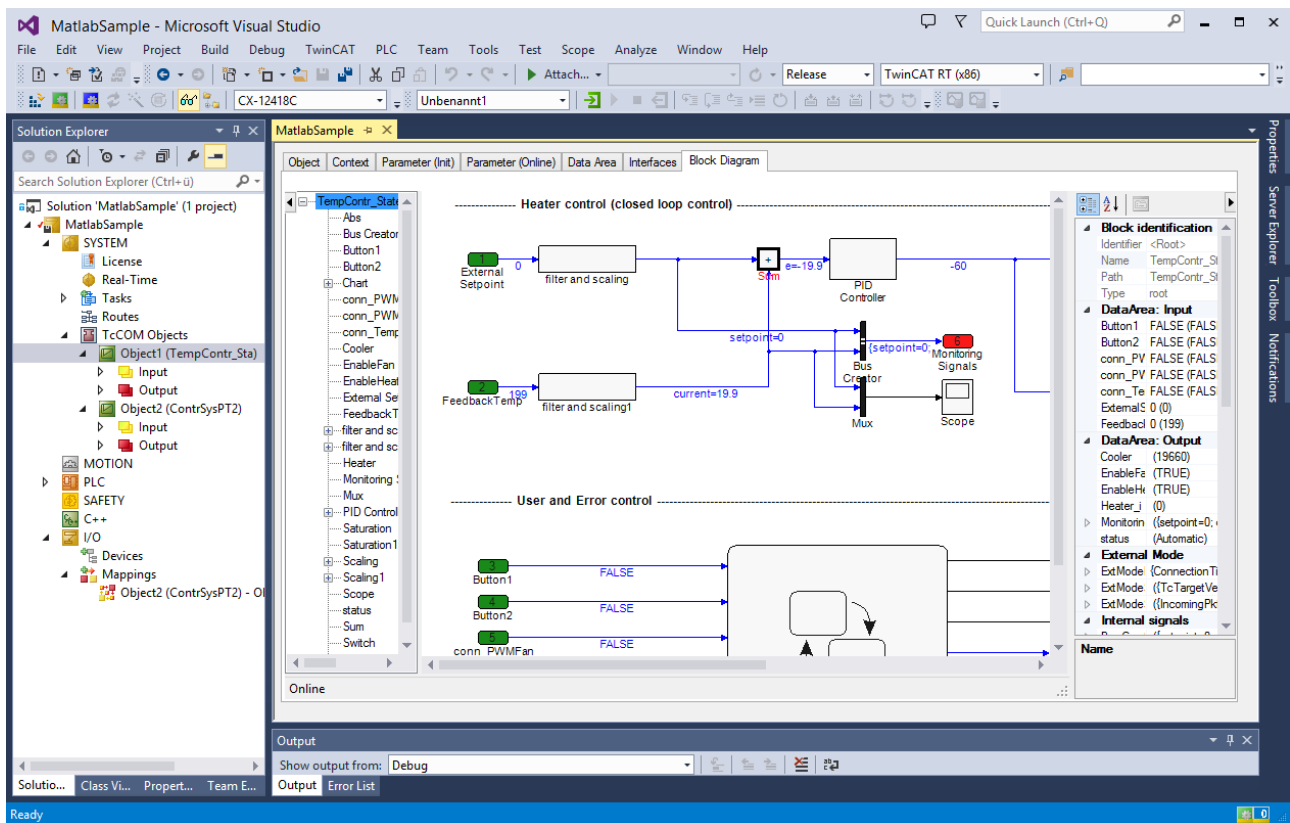 MatlabSample - Microsoft Visual Studio
Quick Launch (Ctrl+Q)
File Edit View Project Build Debug TwinCAT PLC Team Tools Test Scope Analyze Window Help
Attach... Release TwinCAT RT (x86)
CX-12418C Unbenannt1
Solution Explorer
Search Solution Explorer (Ctrl+ü)
Solution 'MatlabSample' (1 project)
MatlabSample
SYSTEM
License
Real-Time
Tasks
Routes
TcCOM Objects
Object1 (TempContr_Sta)
Input
Output
Object2 (ContrSysPT2)
Input
Output
MOTION
PLC
SAFETY
C++
I/O
Devices
Mappings
Object2 (ContrSysPT2) - Ol
Solutio... Class Vi... Propert... Team E...
MatlabSample
Object Context Parameter (Init) Parameter (Online) Data Area Interfaces Block Diagram
TempContr_State
Abs
Bus Creator
Button1
Button2
Chart
conn_PWM
conn_PWM
conn_Temp
Cooler
EnableFan
EnableHeat
External Se
FeedbackT
filter and sc
filter and sc
Heater
Monitoring
Mux
PID Control
Saturation
Saturation1
Scaling
Scaling1
Scope
status
Sum
Switch
Heater control (closed loop control)
1
External
Setpoint
0
filter and scaling
+
Sum
e=-19.9
PID
Controller
-60
setpoint=0
{setpoint=0;
Bus
Creator
6
Monitoring
Signals
2
FeedbackTemp
199
filter and scaling1
current=19.9
Mux
Scope
User and Error control
3
Button1
FALSE
4
Button2
FALSE
5
conn_PWMFan
FALSE
Online
Block identification
Identifier <Root>
Name TempContr_St
Path TempContr_St
Type root
DataArea: Input
Button1 FALSE (FALS
Button2 FALSE (FALS
conn_PV FALSE (FALS
conn_PV FALSE (FALS
conn_Te FALSE (FALS
ExternalS 0 (0)
Feedbacl 0 (199)
DataArea: Output
Cooler (19660)
EnableFa (TRUE)
EnableHe (TRUE)
Heater_i (0)
Monitorin ({setpoint=0;
status (Automatic)
External Mode
ExtMode {ConnectionTi
ExtMode ({TcTargetVe
ExtMode ({IncomingPk
Internal signals
Name
Properties
Server Explorer
Toolbox
Notifications
Output
Show output from: Debug
Output Error List
Ready
0